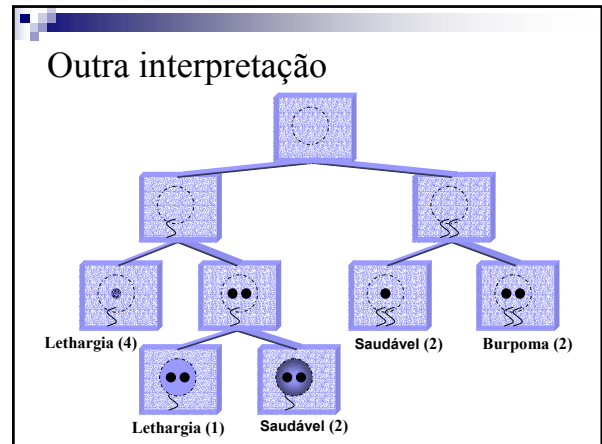 Outra interpretação
Lethargia (4)
Saudável (2)
Burpoma (2)
Lethargia (1)
Saudável (2)